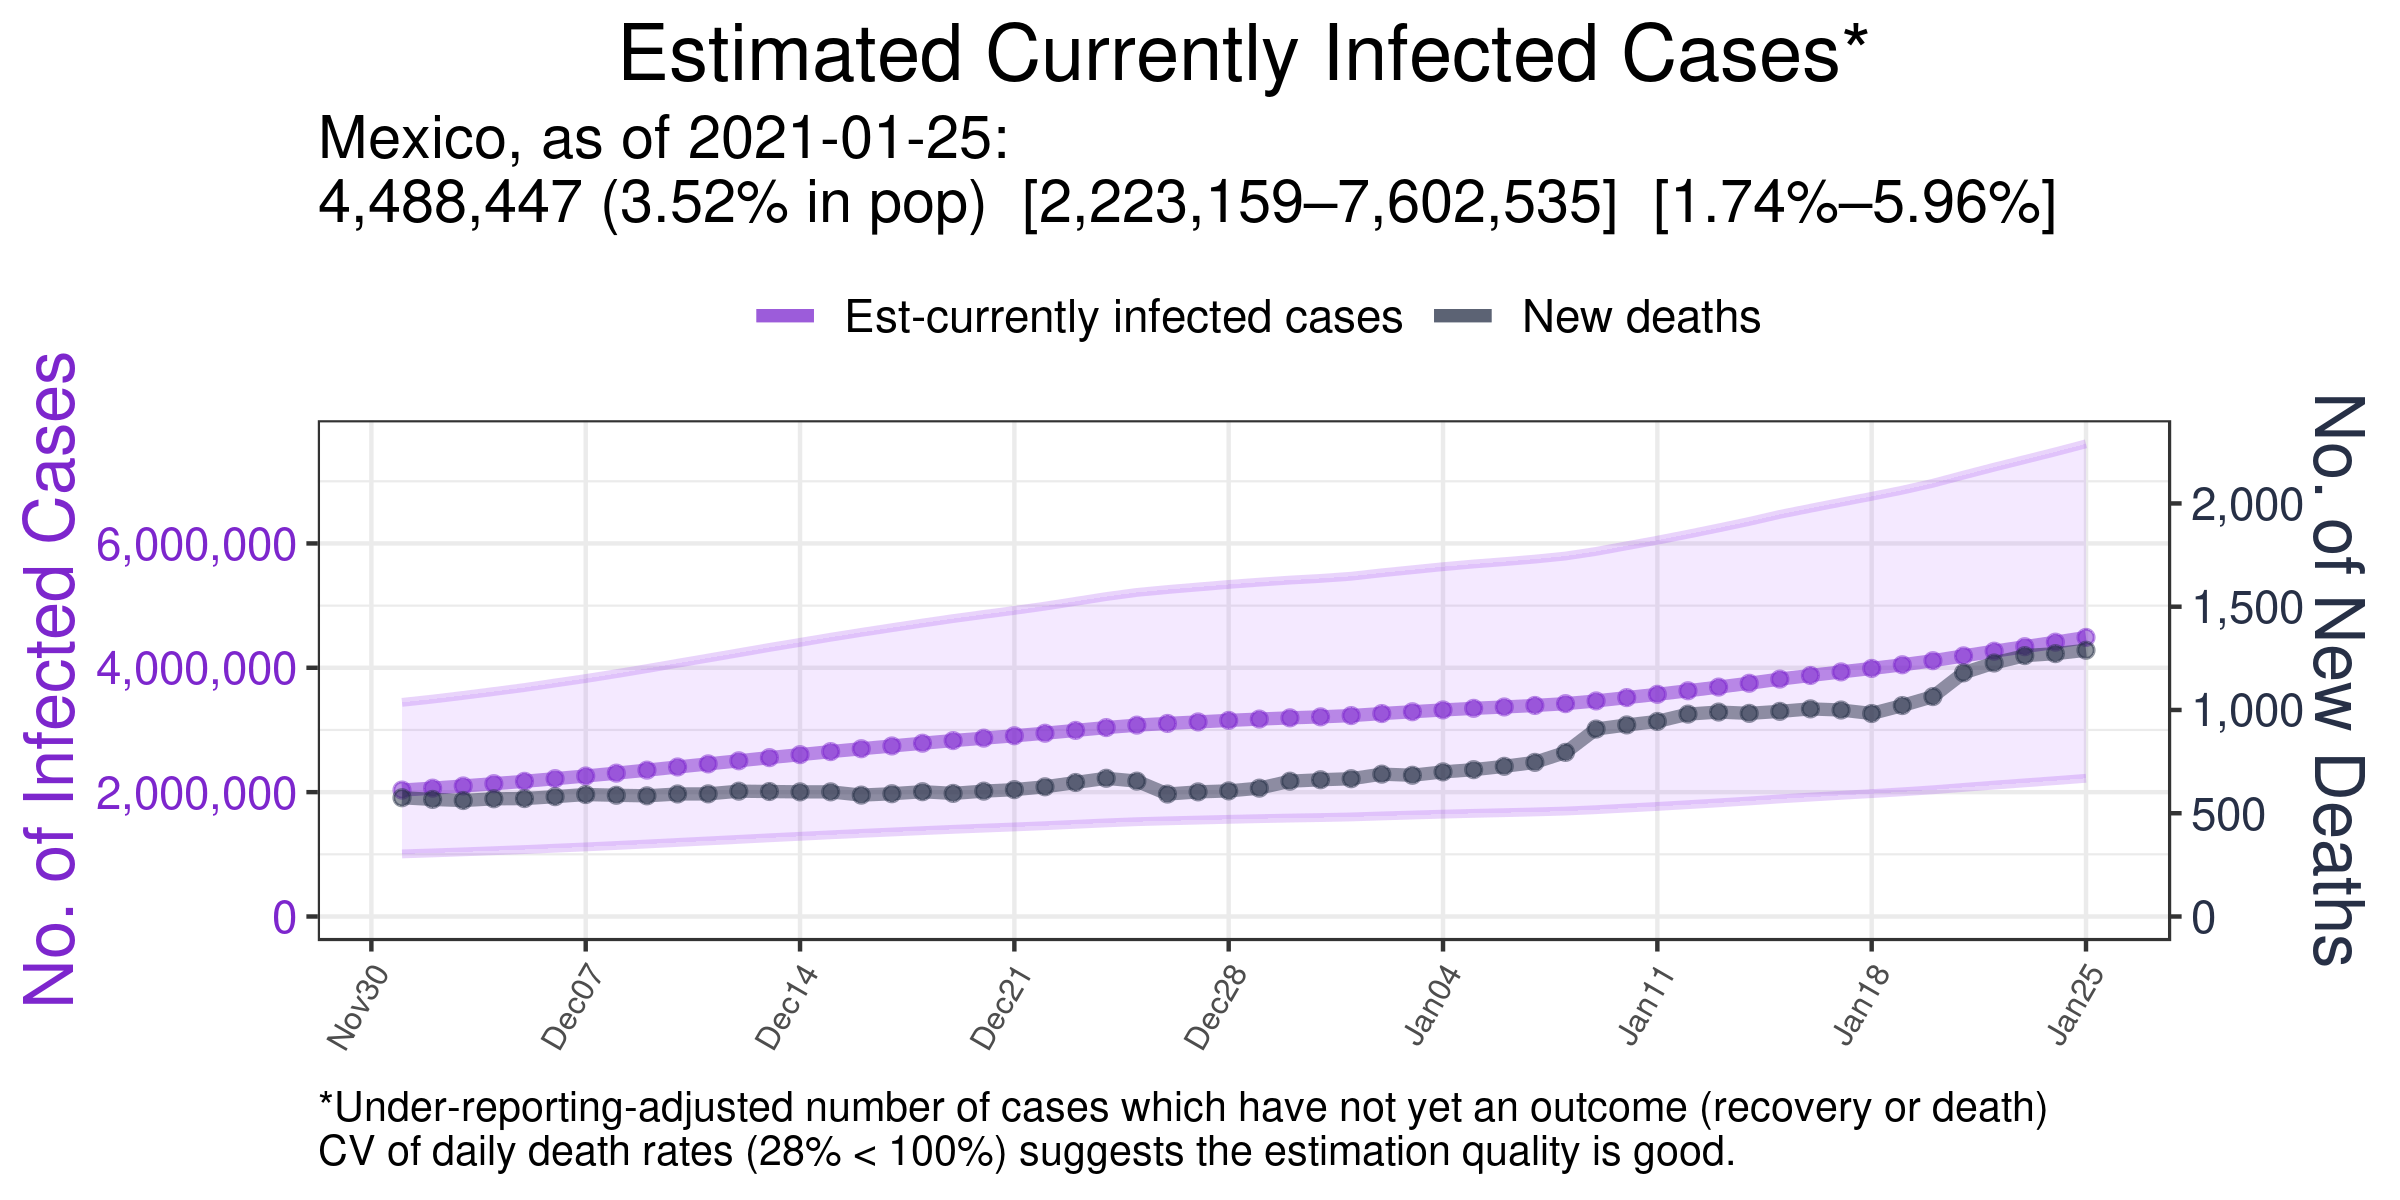 Estimated Currently Infected Cases*
Mexico, as of 2021-01-25:
4,488,447 (3.52% in pop)  [2,223,159–7,602,535]  [1.74%–5.96%]
Est-currently infected cases
New deaths
No. of Infected Cases
6,000,000
4,000,000
2,000,000
0
2,000
1,500
1,000
500
0
No. of New Deaths
Nov30
Dec07
Dec14
Dec21
Dec28
Jan04
Jan11
Jan18
Jan25
*Under-reporting-adjusted number of cases which have not yet an outcome (recovery or death)
CV of daily death rates (28% < 100%) suggests the estimation quality is good.